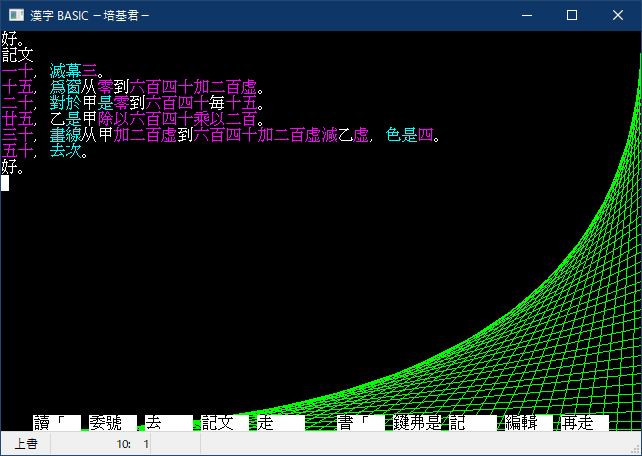 漢字 BASIC －培基君－
好。
記文
一十, 滅幕三。
十五, 爲窗从零到六百四十加二百虚。
二十, 對於甲是零到六百四十毎十五。
廿五, 乙是甲除以六百四十乘以二百。
三十, 畫線从甲加二百虚到六百四十加二百虚減乙虚, 色是四。
五十, 去次。
好。
讀「 委號 去 記文 走 書「 鍵弗是 記 編輯 再走
上書 10: 1